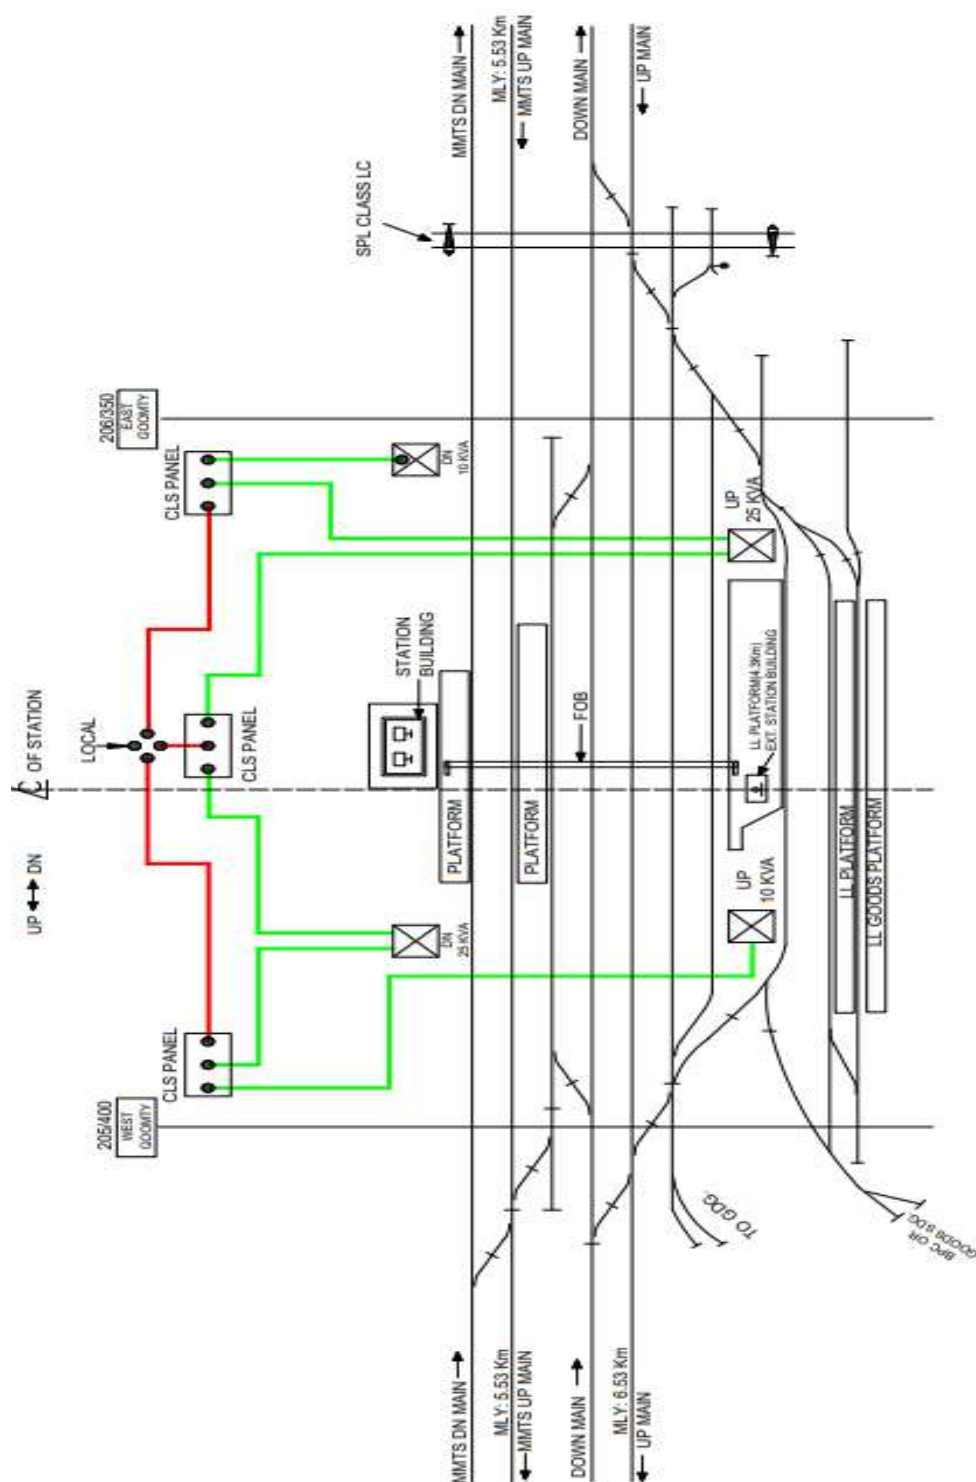 MMTS DN MAIN
MLY: 5.53 Km
MMTS UP MAIN
DOWN MAIN
UP MAIN
SPL CLASS LC
206/350
EAST
GOOMTY
CLS PANEL
DN
10 KVA
UP
25 KVA
UP DN
C OF STATION
LOCAL
CLS PANEL
STATION
BUILDING
PLATFORM
PLATFORM
FOB
LL PLATFORM(4.3Km)
EXT. STATION BUILDING
LL PLATFORM
LL GOODS PLATFORM
DN
25 KVA
UP
10 KVA
CLS PANEL
205/400
WEST
GOOMTY
TO GDG.
BPC OR
GOODS SDG.
MMTS DN MAIN
MLY: 5.53 Km
MMTS UP MAIN
DOWN MAIN
MLY: 6.53 Km
UP MAIN